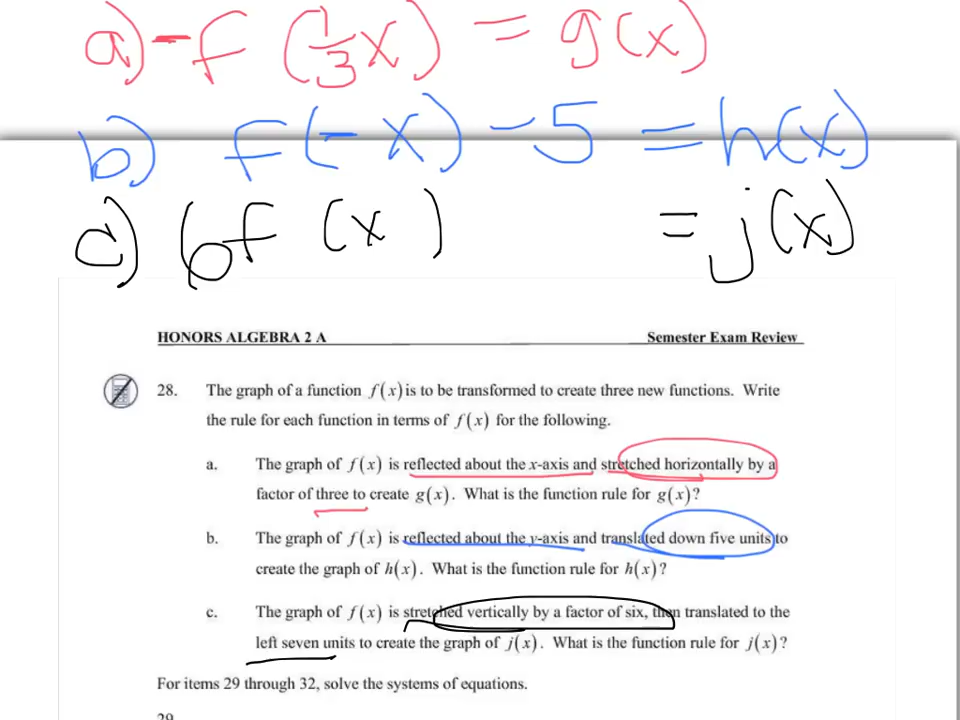 a) -f (1/3 x) = g(x)
b) f(-x) - 5 = h(x)
c) 6f (x) = j(x)
HONORS ALGEBRA 2 A Semester Exam Review
28. The graph of a function f(x) is to be transformed to create three new functions. Write
the rule for each function in terms of f(x) for the following.
a. The graph of f(x) is reflected about the x-axis and stretched horizontally by a
factor of three to create g(x). What is the function rule for g(x)?
b. The graph of f(x) is reflected about the y-axis and translated down five units to
create the graph of h(x). What is the function rule for h(x)?
c. The graph of f(x) is stretched vertically by a factor of six, then translated to the
left seven units to create the graph of j(x). What is the function rule for j(x)?
For items 29 through 32, solve the systems of equations.
29